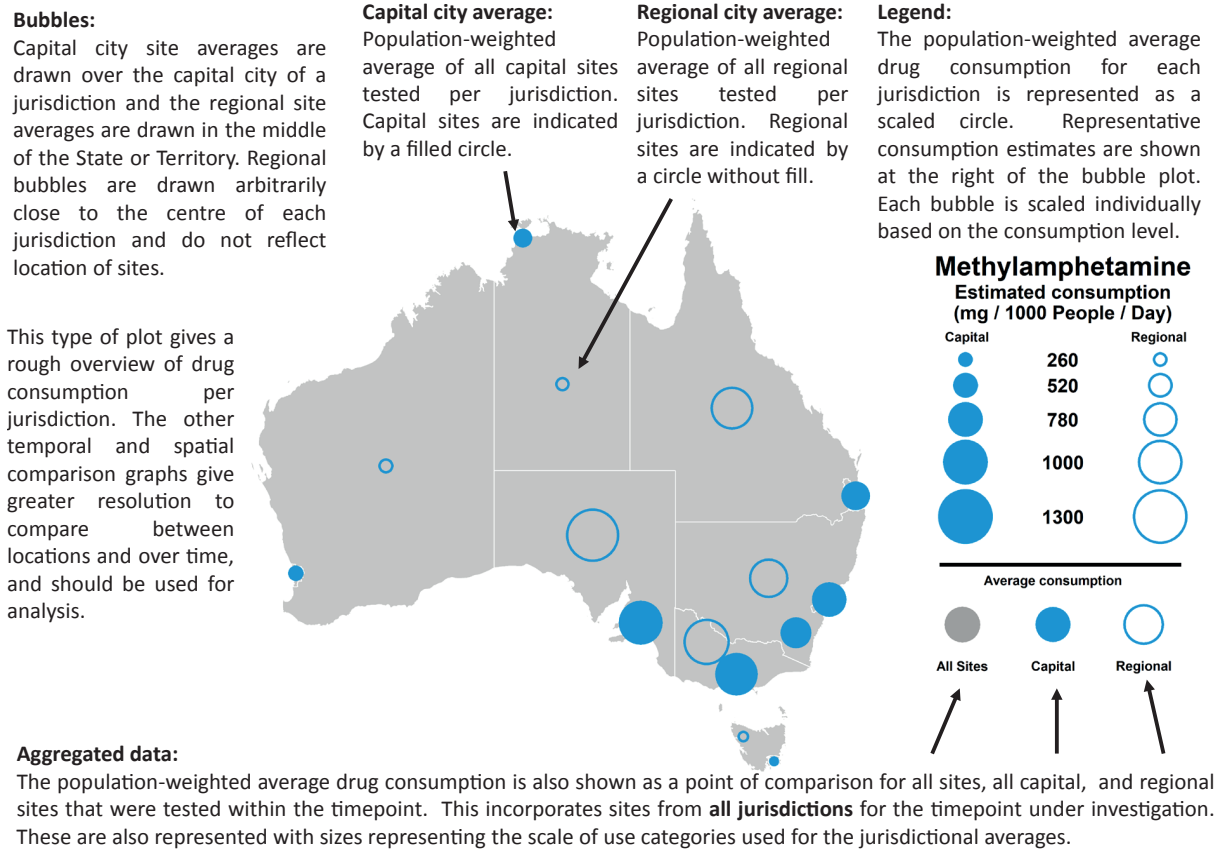 Bubbles:
Capital city site averages are
drawn over the capital city of a
jurisdiction and the regional site
averages are drawn in the middle
of the State or Territory. Regional
bubbles are drawn arbitrarily
close to the centre of each
jurisdiction and do not reflect
location of sites.
Capital city average:
Population-weighted
average of all capital sites
tested per jurisdiction.
Capital sites are indicated
by a filled circle.
Regional city average:
Population-weighted
average of all regional
sites tested per
jurisdiction. Regional
sites are indicated by
a circle without fill.
Legend:
The population-weighted average
drug consumption for each
jurisdiction is represented as a
scaled circle. Representative
consumption estimates are shown
at the right of the bubble plot.
Each bubble is scaled individually
based on the consumption level.
This type of plot gives a
rough overview of drug
consumption per
jurisdiction. The other
temporal and spatial
comparison graphs give
greater resolution to
compare between
locations and over time,
and should be used for
analysis.
Methylamphetamine
Estimated consumption
(mg / 1000 People / Day)
Capital Regional
260
520
780
1000
1300
Average consumption
All Sites Capital Regional
Aggregated data:
The population-weighted average drug consumption is also shown as a point of comparison for all sites, all capital, and regional
sites that were tested within the timepoint. This incorporates sites from all jurisdictions for the timepoint under investigation.
These are also represented with sizes representing the scale of use categories used for the jurisdictional averages.